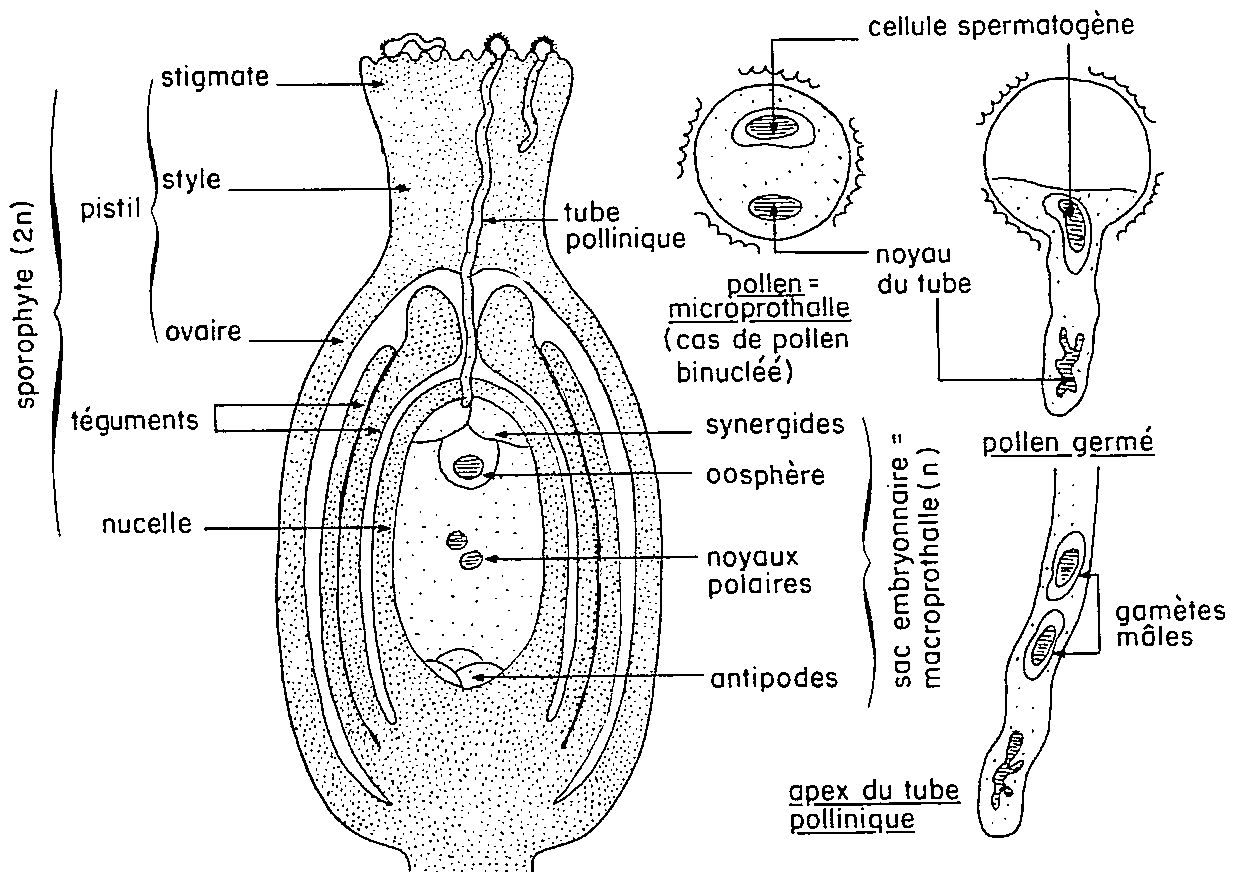 cellule spermatogène
stigmate
style
pistil
sporophyte (2n)
tube
pollinique
noyau
du tube
pollen =
microprothalle
(cas de pollen
binucléé)
ovaire
téguments
synergides
pollen germé
oosphère
nucelle
noyaux
polaires
sac embryonnaire =
macroprothalle (n)
gamètes
mâles
antipodes
apex du tube
pollinique